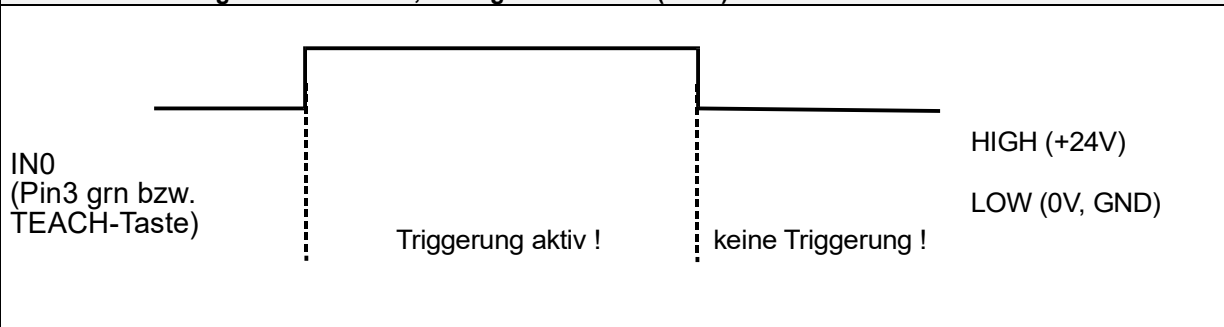 IN0
(Pin3 grn bzw.
TEACH-Taste)
HIGH (+24V)
LOW (0V, GND)
Triggerung aktiv !
keine Triggerung !